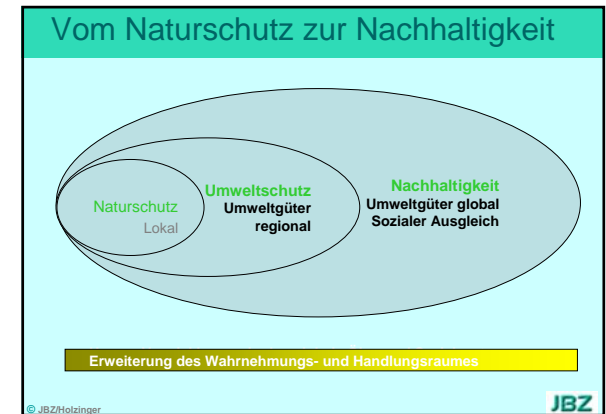 Vom Naturschutz zur Nachhaltigkeit
Naturschutz
Lokal
Umweltschutz
Umweltgüter
regional
Nachhaltigkeit
Umweltgüter global
Sozialer Ausgleich
Erweiterung des Wahrnehmungs- und Handlungsraumes
© JBZ/Holzinger
JBZ